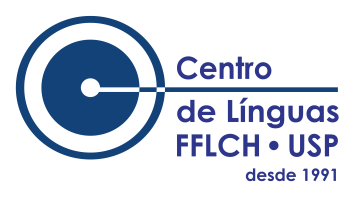 Centro
de Línguas
FFLCH • USP
desde 1991